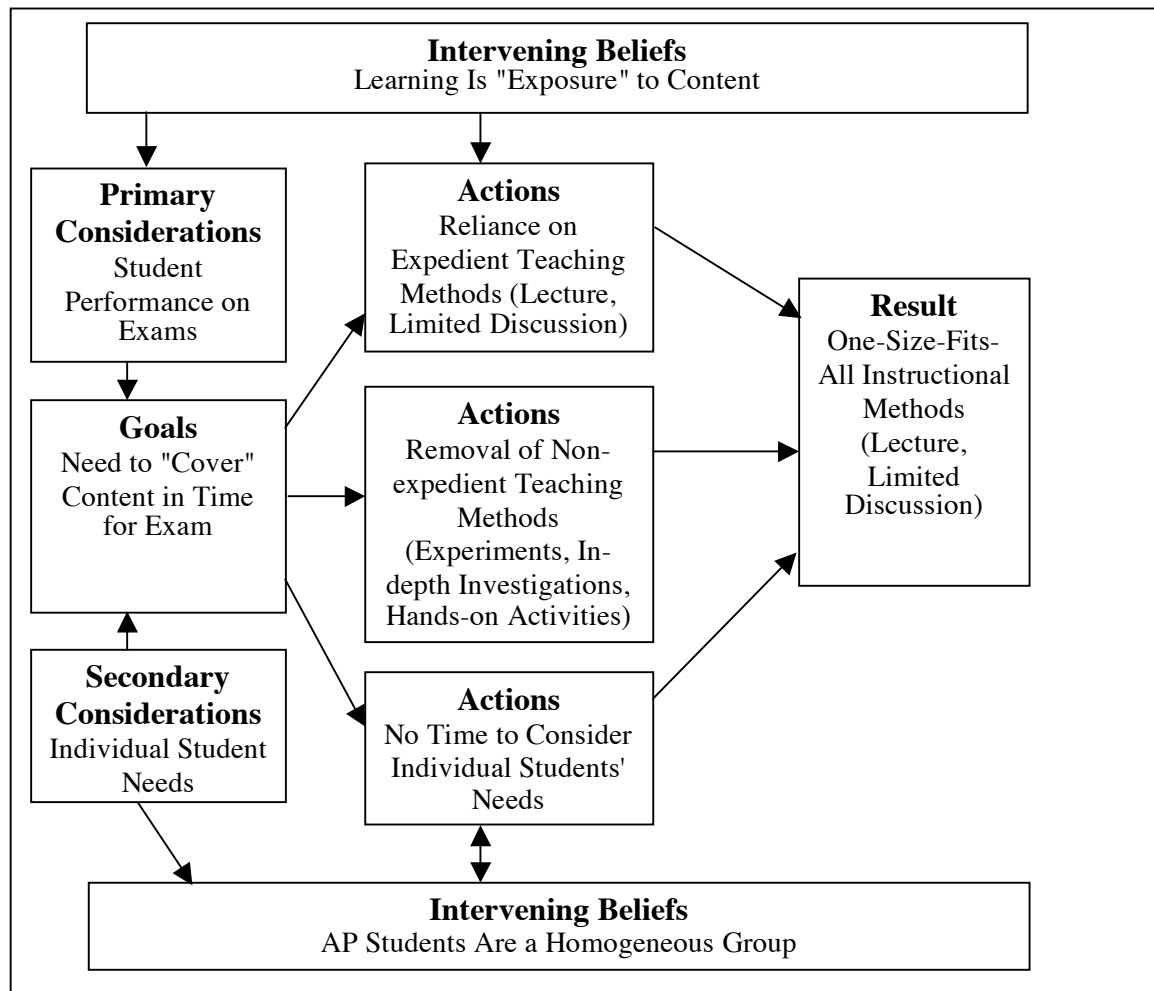 Intervening Beliefs
Learning Is "Exposure" to Content
Primary
Considerations
Student
Performance on
Exams
Actions
Reliance on
Expedient Teaching
Methods (Lecture,
Limited Discussion)
Result
One-Size-Fits-
All Instructional
Methods
(Lecture,
Limited
Discussion)
Goals
Need to "Cover"
Content in Time
for Exam
Actions
Removal of Non-
expedient Teaching
Methods
(Experiments, In-
depth Investigations,
Hands-on Activities)
Secondary
Considerations
Individual Student
Needs
Actions
No Time to Consider
Individual Students'
Needs
Intervening Beliefs
AP Students Are a Homogeneous Group